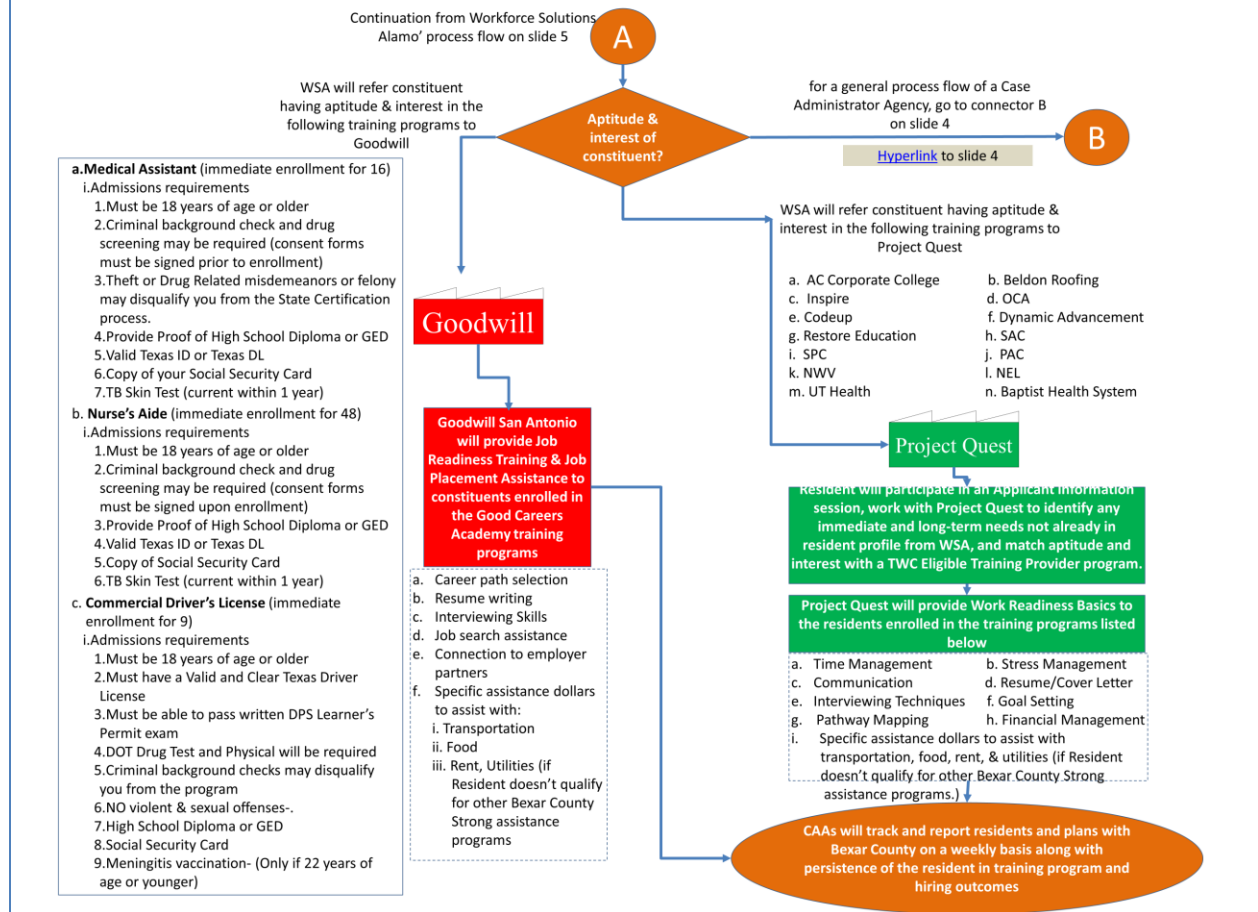 Continuation from Workforce Solutions
Alamo' process flow on slide 5
A
WSA will refer constituent
having aptitude & interest in the
following training programs to
Goodwill
Aptitude &
interest of
constituent?
for a general process flow of a Case
Administrator Agency, go to connector B
on slide 4
Hyperlink to slide 4
B
a.Medical Assistant (immediate enrollment for 16)
i.Admissions requirements
1.Must be 18 years of age or older
2.Criminal background check and drug
screening may be required (consent forms
must be signed prior to enrollment)
3.Theft or Drug Related misdemeanors or felony
may disqualify you from the State Certification
process.
4.Provide Proof of High School Diploma or GED
5.Valid Texas ID or Texas DL
6.Copy of your Social Security Card
7.TB Skin Test (current within 1 year)
b. Nurse's Aide (immediate enrollment for 48)
i.Admissions requirements
1.Must be 18 years of age or older
2.Criminal background check and drug
screening may be required (consent forms
must be signed upon enrollment)
3.Provide Proof of High School Diploma or GED
4.Valid Texas ID or Texas DL
5.Copy of Social Security Card
6.TB Skin Test (current within 1 year)
c. Commercial Driver's License (immediate
enrollment for 9)
i.Admissions requirements
1.Must be 18 years of age or older
2.Must have a Valid and Clear Texas Driver
License
3.Must be able to pass written DPS Learner's
Permit exam
4.DOT Drug Test and Physical will be required
5.Criminal background checks may disqualify
you from the program
6.NO violent & sexual offenses-.
7.High School Diploma or GED
8.Social Security Card
9.Meningitis vaccination- (Only if 22 years of
age or younger)
Goodwill
Goodwill San Antonio
will provide Job
Readiness Training & Job
Placement Assistance to
constituents enrolled in
the Good Careers
Academy training
programs
a. Career path selection
b. Resume writing
c. Interviewing Skills
d. Job search assistance
e. Connection to employer
partners
f. Specific assistance dollars
to assist with:
i. Transportation
ii. Food
iii. Rent, Utilities (if
Resident doesn't qualify
for other Bexar County
Strong assistance
programs
WSA will refer constituent having aptitude &
interest in the following training programs to
Project Quest
a. AC Corporate College b. Beldon Roofing
c. Inspire d. OCA
e. Codeup f. Dynamic Advancement
g. Restore Education h. SAC
i. SPC j. PAC
k. NWV l. NEL
m. UT Health n. Baptist Health System
Project Quest
Resident will participate in an Applicant Information
session, work with Project Quest to identify any
immediate and long-term needs not already in
resident profile from WSA, and match aptitude and
interest with a TWC Eligible Training Provider program.
Project Quest will provide Work Readiness Basics to
the residents enrolled in the training programs listed
below
a. Time Management b. Stress Management
c. Communication d. Resume/Cover Letter
e. Interviewing Techniques f. Goal Setting
g. Pathway Mapping h. Financial Management
i. Specific assistance dollars to assist with
transportation, food, rent, & utilities (if Resident
doesn't qualify for other Bexar County Strong
assistance programs.)
CAAs will track and report residents and plans with
Bexar County on a weekly basis along with
persistence of the resident in training program and
hiring outcomes